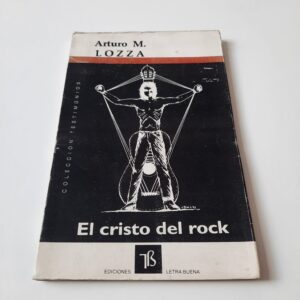 Arturo M.
LOZZA
COLECCION TESTIMONIOS
El cristo del rock
EDICIONES LETRA BUENA